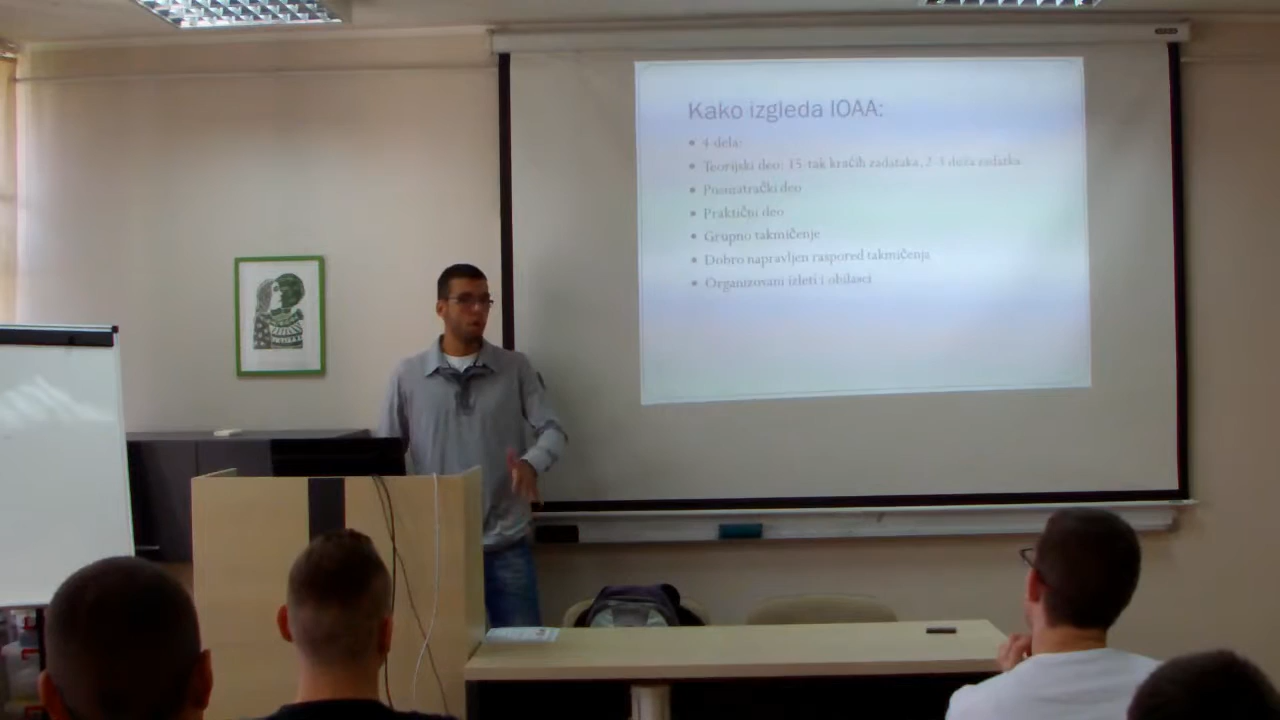 Kako izgleda IOAA:
4 dela:
Teorijski deo: 15-tak kraćih zadataka, 2-3 duža zadatka
Posmatrački deo
Praktični deo
Grupno takmičenje
Dobro napravljen raspored takmičenja
Organizovani izleti i obilasci